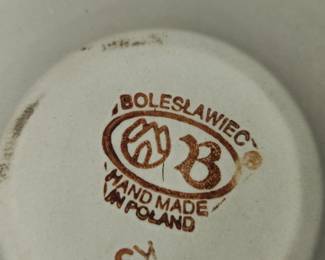 BOLESŁAWIEC
B
®
HAND MADE
IN POLAND